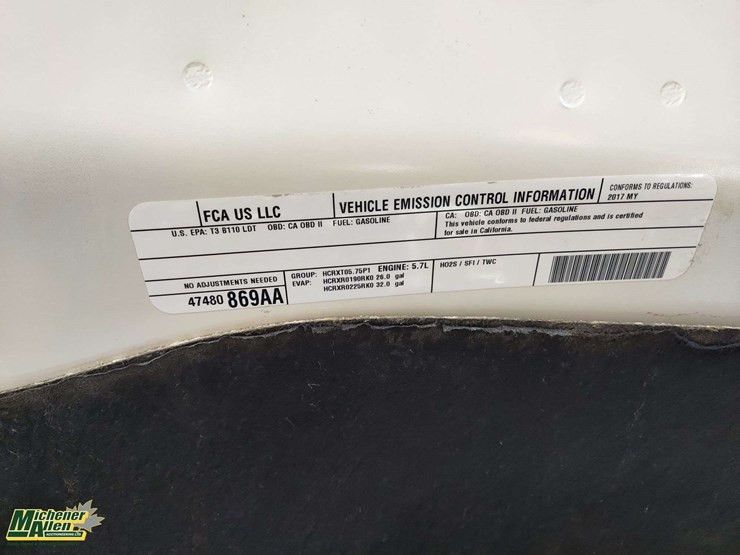 FCA US LLC
VEHICLE EMISSION CONTROL INFORMATION
CONFORMS TO REGULATIONS:
2017 MY
U.S. EPA: T3 B110 LDT OBD: CA OBD II FUEL: GASOLINE
CA: OBD: CA OBD II FUEL: GASOLINE
This vehicle conforms to federal regulations and is certified
for sale in California.
NO ADJUSTMENTS NEEDED
47480 869AA
GROUP: HCRXT05.75P1 ENGINE: 5.7L
EVAP: HCRXR0190RK0 26.0 gal
HCRXR0225RK0 32.0 gal
HO2S / SFI / TWC
Michener
Allen
AUCTIONEERING LTD.